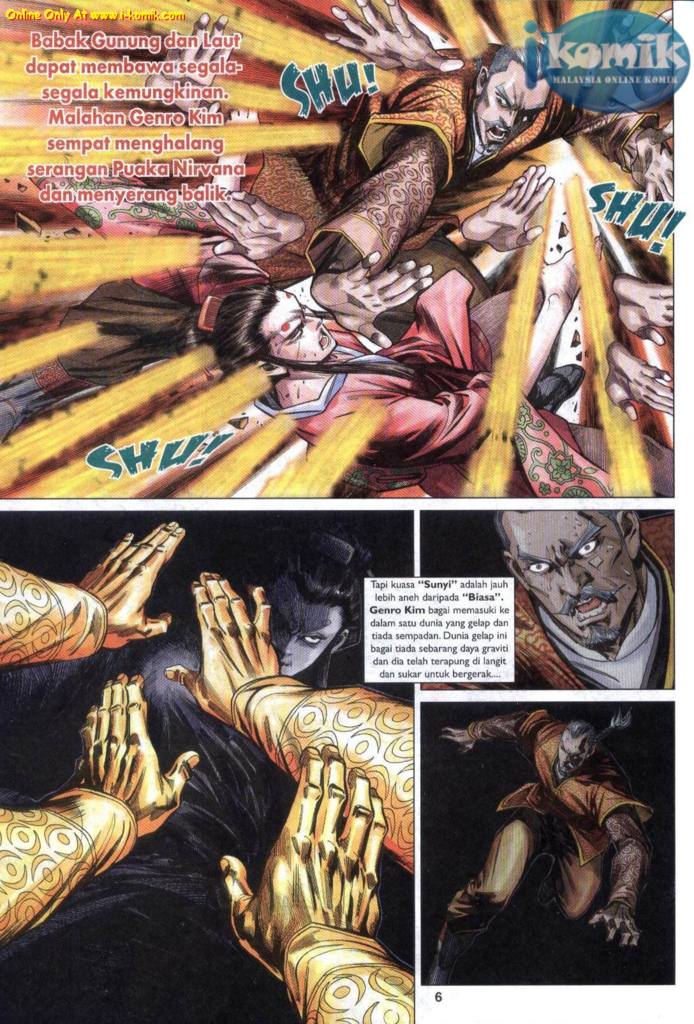 Online Only At www.i-komik.com
ikomik
MALAYSIA ONLINE KOMIK
Babak Gunung dan Laut
dapat membawa segala-
segala kemungkinan.
Malahan Genro Kim
sempat menghalang
serangan Puaka Nirvana
dan menyerang balik.
SHU!
SHU!
SHU!
Tapi kuasa "Sunyi" adalah jauh
lebih aneh daripada "Biasa".
Genro Kim bagai memasuki ke
dalam satu dunia yang gelap dan
tiada sempadan. Dunia gelap ini
bagai tiada sebarang daya graviti
dan dia telah terapung di langit
dan sukar untuk bergerak....
6